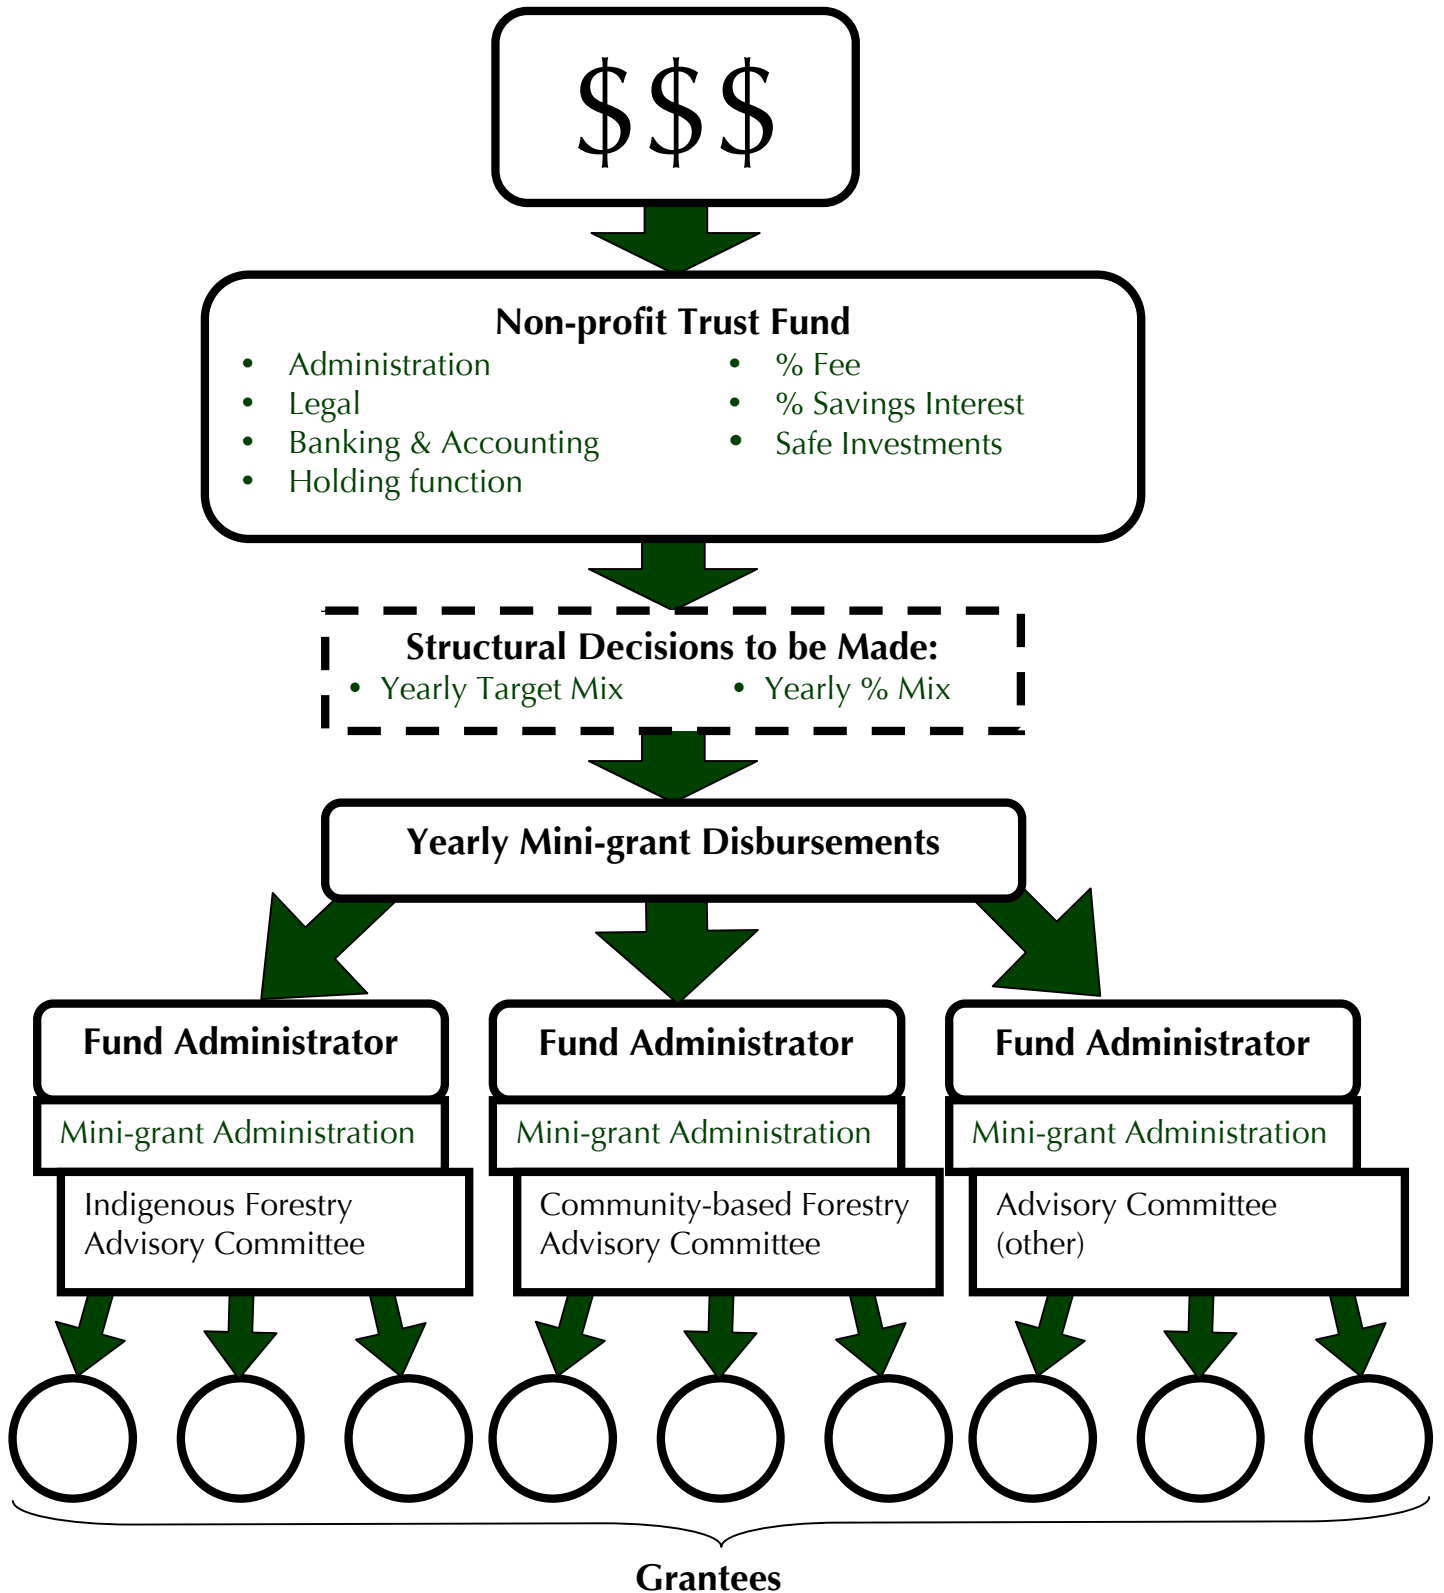 $$$
Non-profit Trust Fund
• Administration
• Legal
• Banking & Accounting
• Holding function
• % Fee
• % Savings Interest
• Safe Investments
Structural Decisions to be Made:
• Yearly Target Mix
• Yearly % Mix
Yearly Mini-grant Disbursements
Fund Administrator
Mini-grant Administration
Indigenous Forestry
Advisory Committee
Fund Administrator
Mini-grant Administration
Community-based Forestry
Advisory Committee
Fund Administrator
Mini-grant Administration
Advisory Committee
(other)
Grantees